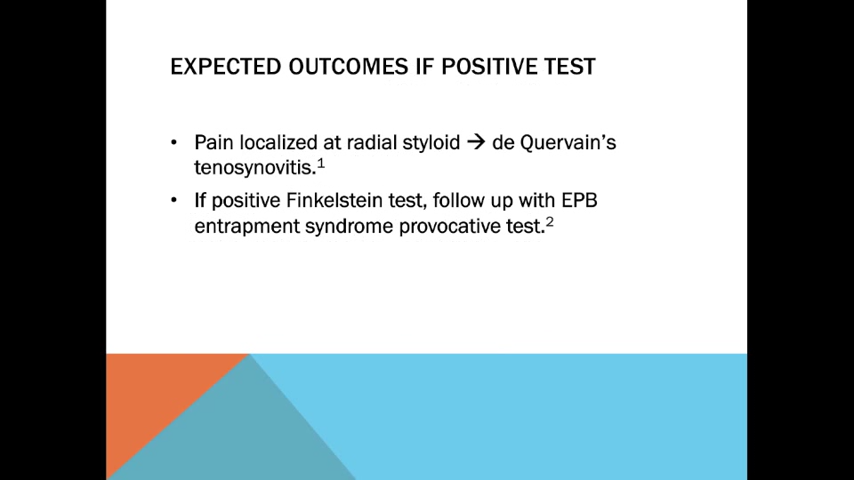 EXPECTED OUTCOMES IF POSITIVE TEST
• Pain localized at radial styloid → de Quervain's
tenosynovitis.¹
• If positive Finkelstein test, follow up with EPB
entrapment syndrome provocative test.²